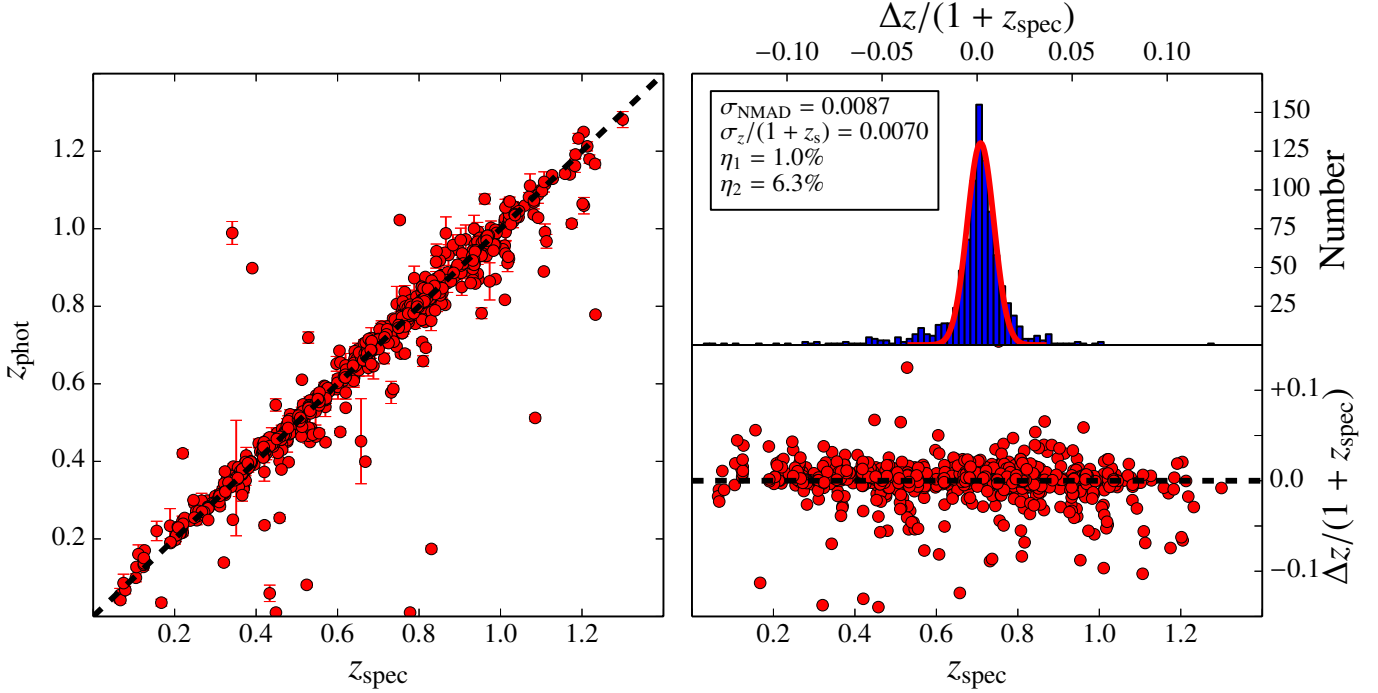 Δz/(1 + z_spec)
−0.10 −0.05 0.0 0.05 0.10
σ_NMAD = 0.0087
σ_z/(1 + z_s) = 0.0070
η_1 = 1.0%
η_2 = 6.3%
150
125
100
75
50
25
Number
1.2
1.0
0.8
0.6
0.4
0.2
z_phot
+0.1
0.0
−0.1
Δz/(1 + z_spec)
0.2 0.4 0.6 0.8 1.0 1.2
z_spec
0.2 0.4 0.6 0.8 1.0 1.2
z_spec